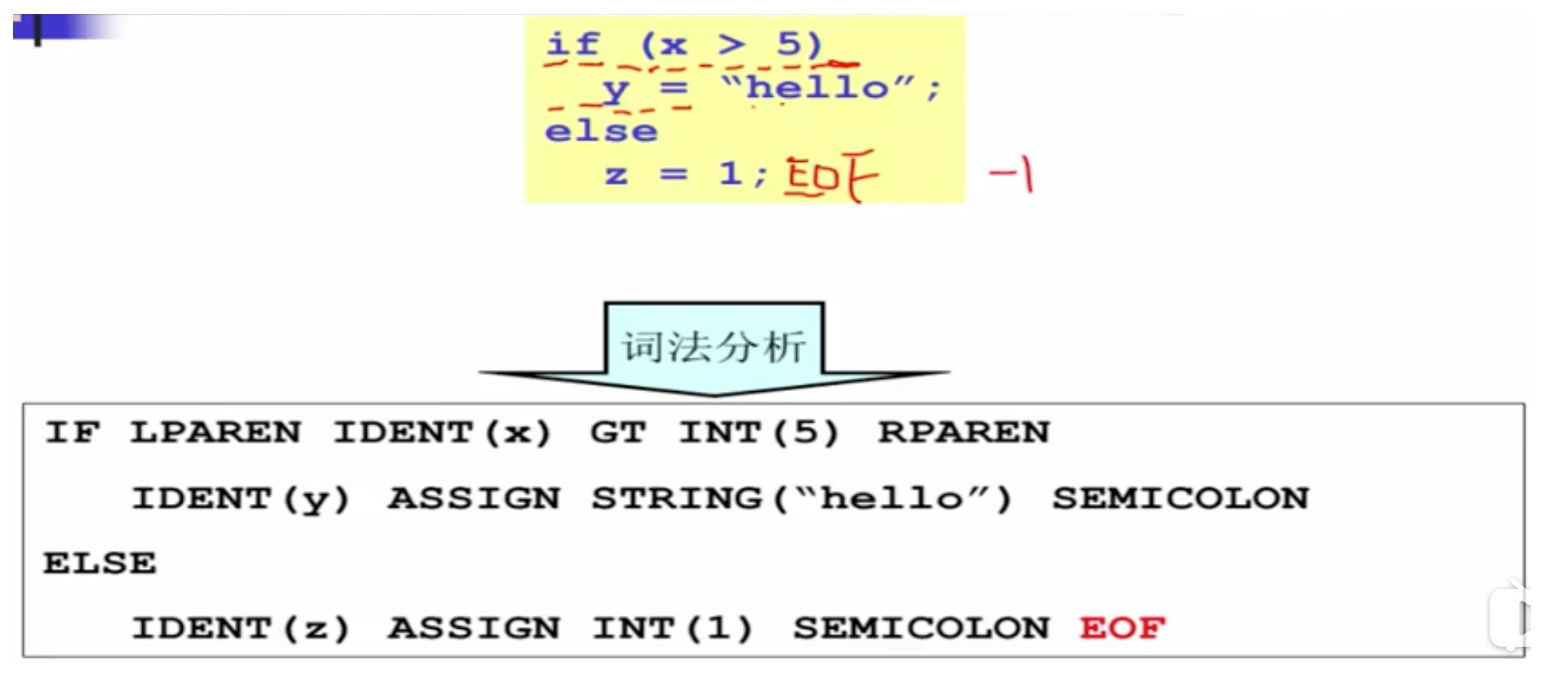 if (x > 5)
y = “hello”;
else
z = 1; EOF -1
词法分析
IF LPAREN IDENT(x) GT INT(5) RPAREN
IDENT(y) ASSIGN STRING(“hello”) SEMICOLON
ELSE
IDENT(z) ASSIGN INT(1) SEMICOLON EOF